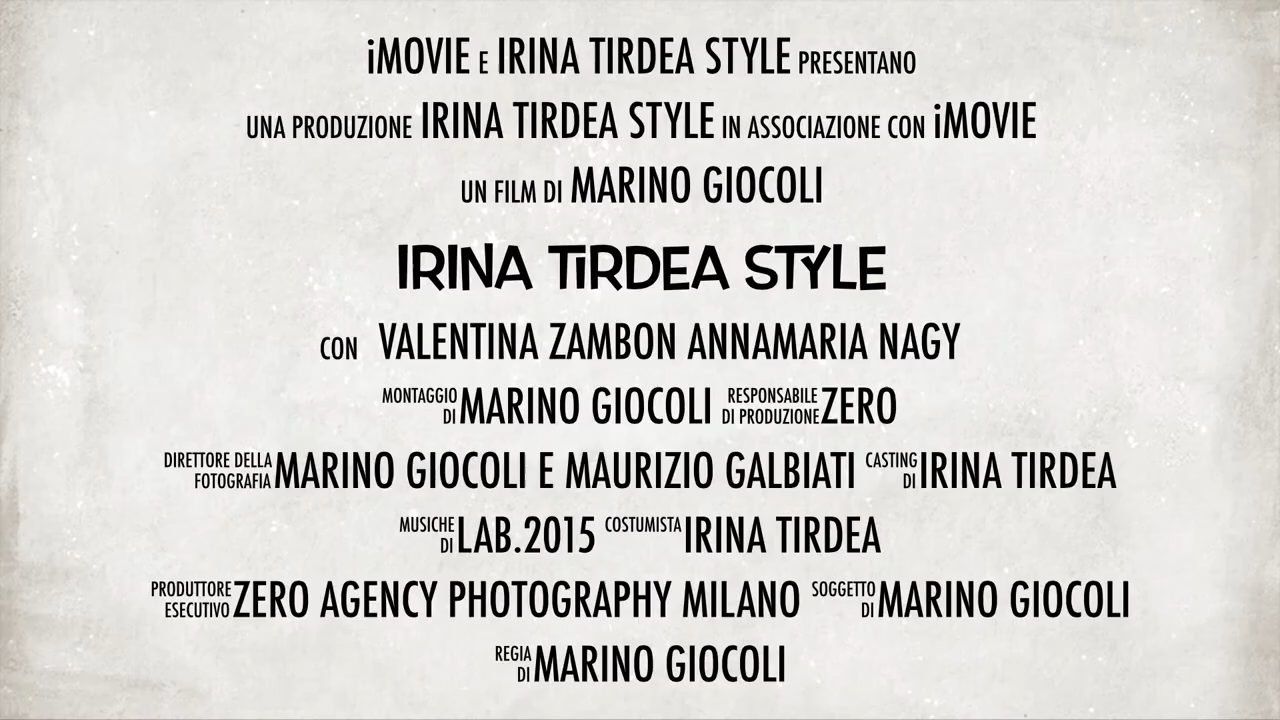 iMOVIE E IRINA TIRDEA STYLE PRESENTANO
UNA PRODUZIONE IRINA TIRDEA STYLE IN ASSOCIAZIONE CON iMOVIE
UN FILM DI MARINO GIOCOLI
IRINA TiRDEA STYLE
CON VALENTINA ZAMBON ANNAMARIA NAGY
MONTAGGIO DI MARINO GIOCOLI RESPONSABILE DI PRODUZIONE ZERO
DIRETTORE DELLA FOTOGRAFIA MARINO GIOCOLI E MAURIZIO GALBIATI CASTING DI IRINA TIRDEA
MUSICHE DI LAB.2015 COSTUMISTA IRINA TIRDEA
PRODUTTORE ESECUTIVO ZERO AGENCY PHOTOGRAPHY MILANO SOGGETTO DI MARINO GIOCOLI
REGIA DI MARINO GIOCOLI